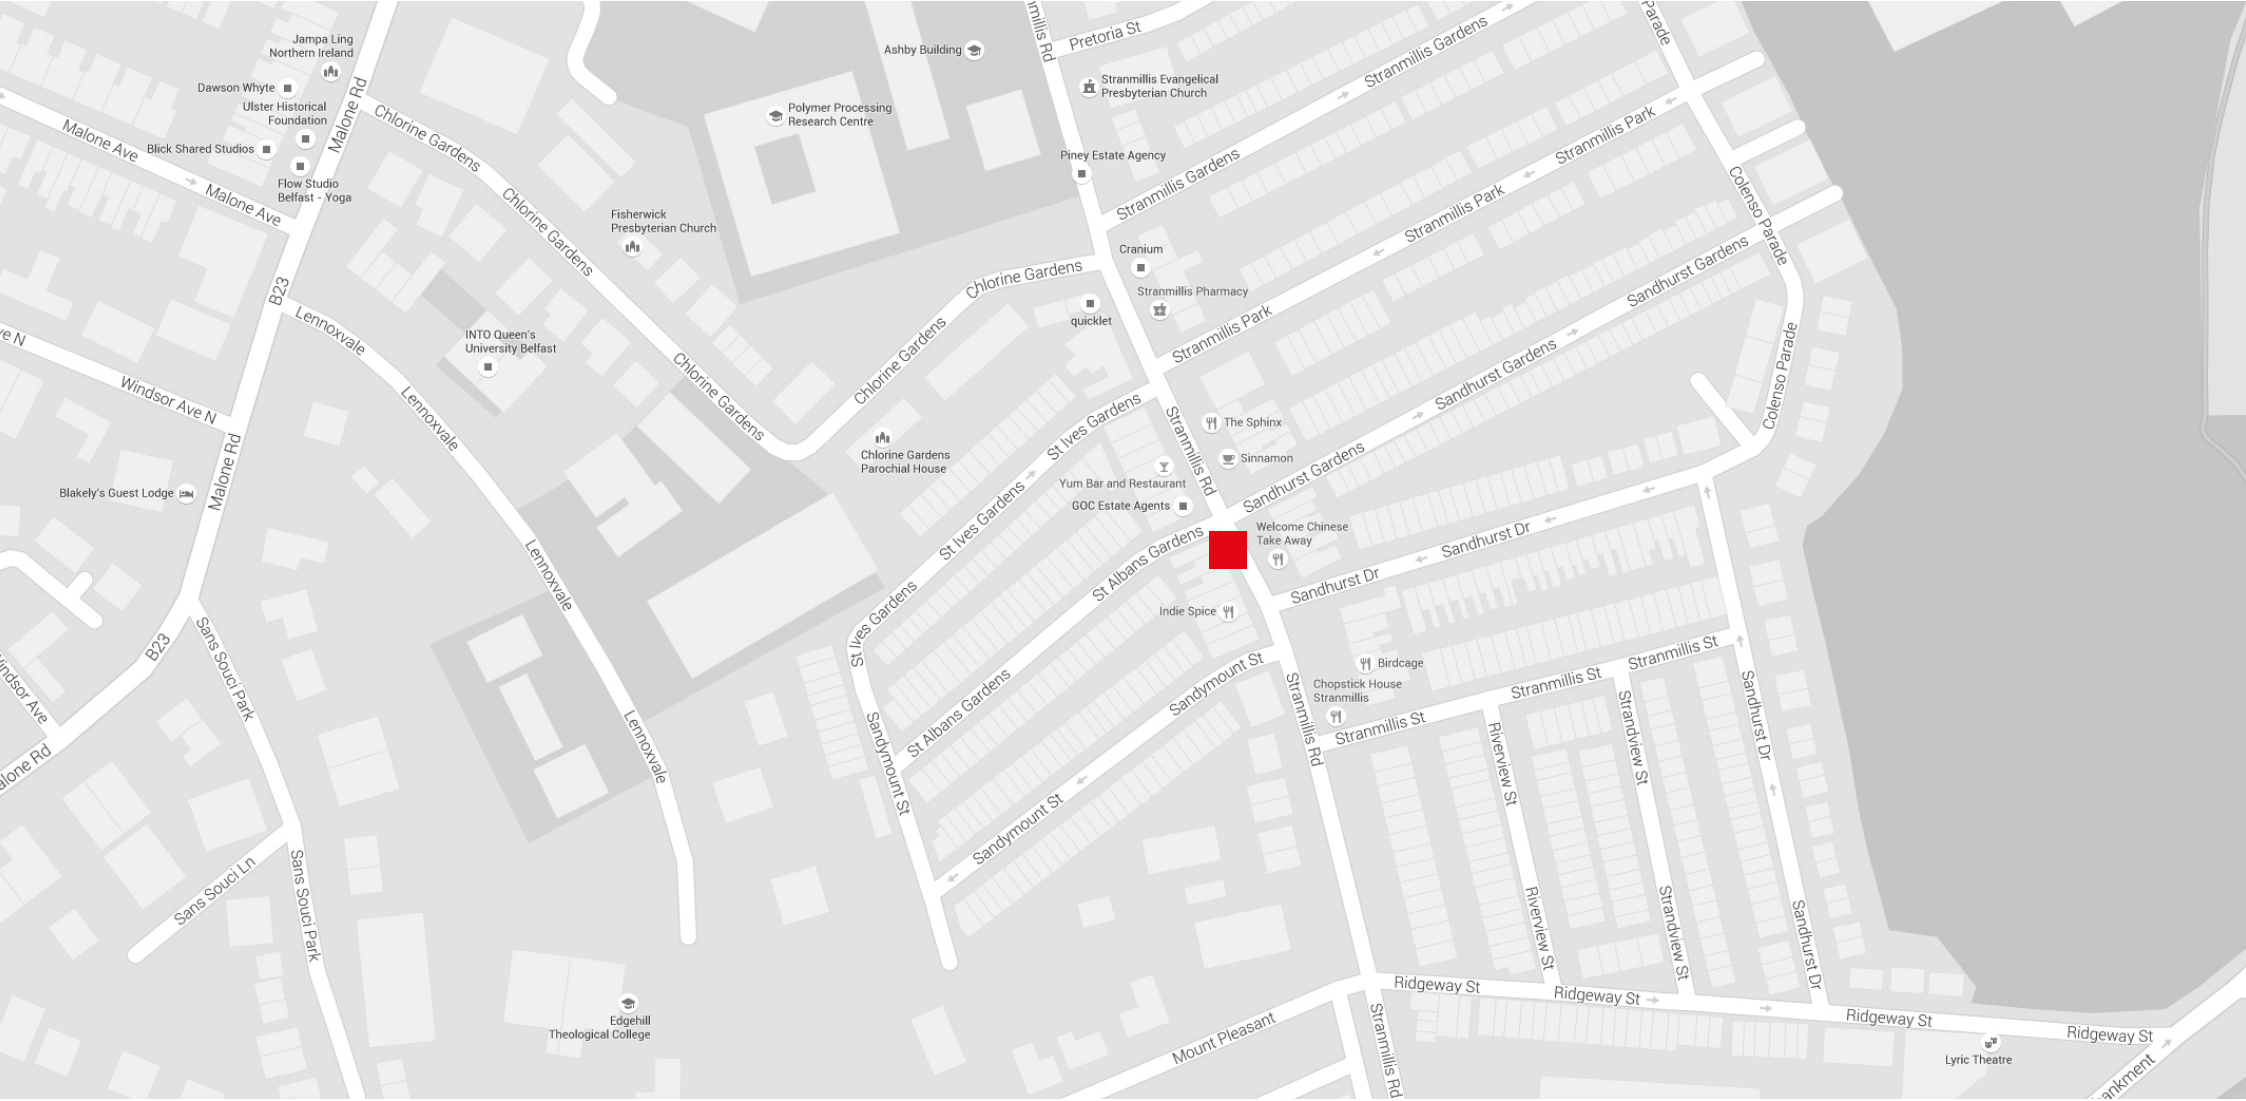 Jampa Ling
Northern Ireland
Dawson Whyte
Ulster Historical
Foundation
Blick Shared Studios
Flow Studio
Belfast - Yoga
Malone Rd
Malone Ave
Malone Ave
Chlorine Gardens
Chlorine Gardens
Chlorine Gardens
Chlorine Gardens
Chlorine Gardens
Fisherwick
Presbyterian Church
Polymer Processing
Research Centre
Ashby Building
Pretoria St
Stranmillis Evangelical
Presbyterian Church
Piney Estate Agency
Stranmillis Gardens
Stranmillis Gardens
Stranmillis Park
Stranmillis Park
Stranmillis Park
Parade
Colenso Parade
Colenso Parade
Cranium
Stranmillis Pharmacy
quicklet
B23
Lennoxvale
Lennoxvale
Lennoxvale
Lennoxvale
INTO Queen's
University Belfast
Windsor Ave N
Malone Rd
Blakely's Guest Lodge
B23
Sans Souci Park
Sans Souci Park
Sans Souci Ln
Chlorine Gardens
Parochial House
St Ives Gardens
St Ives Gardens
St Ives Gardens
Stranmillis Rd
The Sphinx
Sinnamon
Yum Bar and Restaurant
GOC Estate Agents
Sandhurst Gardens
Sandhurst Gardens
Sandhurst Gardens
Welcome Chinese
Take Away
St Albans Gardens
St Albans Gardens
Indie Spice
Sandhurst Dr
Sandhurst Dr
Sandhurst Dr
Sandhurst Dr
Birdcage
Chopstick House
Stranmillis
Sandymount St
Sandymount St
Sandymount St
Stranmillis Rd
Stranmillis St
Stranmillis St
Stranmillis St
Riverview St
Riverview St
Strandview St
Strandview St
Edgehill
Theological College
Mount Pleasant
Stranmillis Rd
Ridgeway St
Ridgeway St
Ridgeway St
Ridgeway St
Lyric Theatre